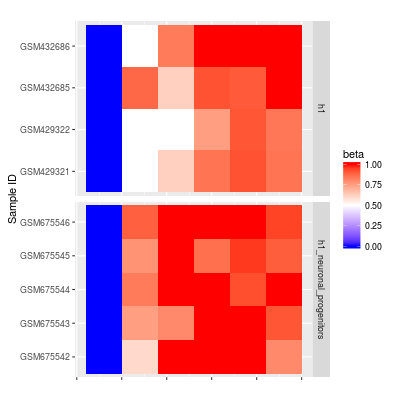 GSM432686
GSM432685
GSM429322
GSM429321
h1
GSM675546
GSM675545
GSM675544
GSM675543
GSM675542
h1_neuronal_progenitors
Sample ID
beta
1.00
0.75
0.50
0.25
0.00